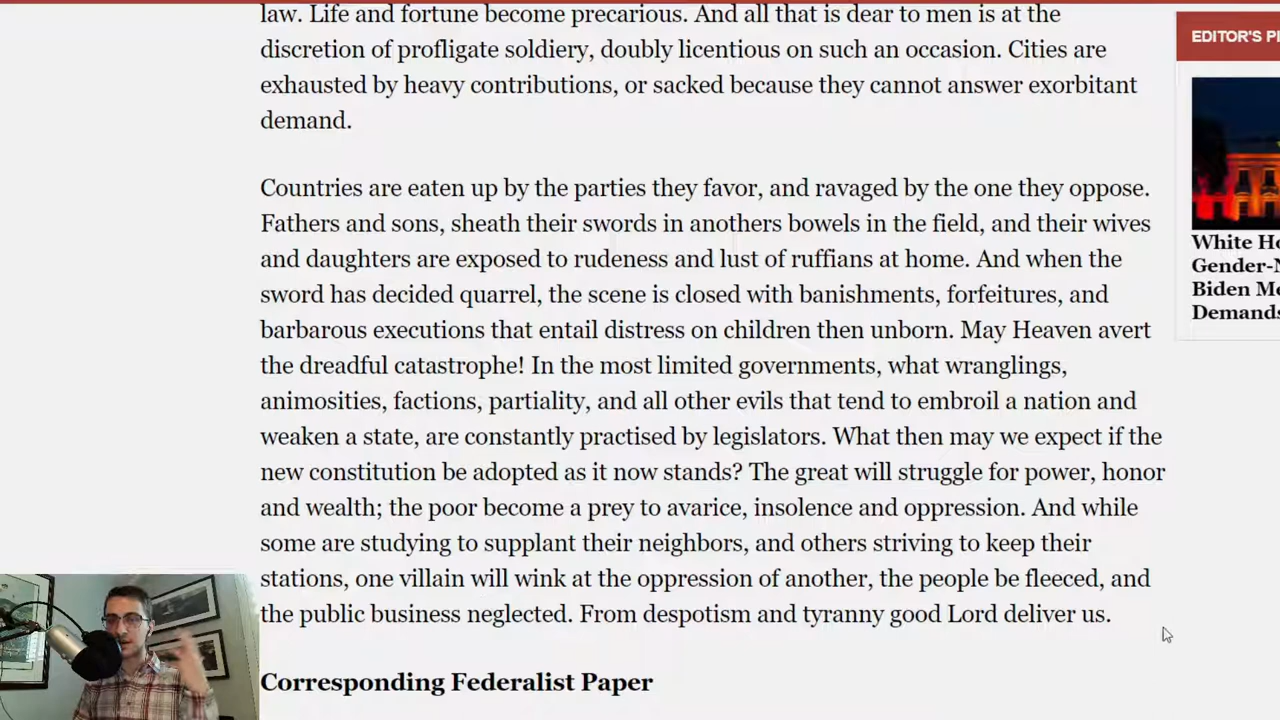 law. Life and fortune become precarious. And all that is dear to men is at the
discretion of profligate soldiery, doubly licentious on such an occasion. Cities are
exhausted by heavy contributions, or sacked because they cannot answer exorbitant
demand.
Countries are eaten up by the parties they favor, and ravaged by the one they oppose.
Fathers and sons, sheath their swords in anothers bowels in the field, and their wives
and daughters are exposed to rudeness and lust of ruffians at home. And when the
sword has decided quarrel, the scene is closed with banishments, forfeitures, and
barbarous executions that entail distress on children then unborn. May Heaven avert
the dreadful catastrophe! In the most limited governments, what wranglings,
animosities, factions, partiality, and all other evils that tend to embroil a nation and
weaken a state, are constantly practised by legislators. What then may we expect if the
new constitution be adopted as it now stands? The great will struggle for power, honor
and wealth; the poor become a prey to avarice, insolence and oppression. And while
some are studying to supplant their neighbors, and others striving to keep their
stations, one villain will wink at the oppression of another, the people be fleeced, and
the public business neglected. From despotism and tyranny good Lord deliver us.
Corresponding Federalist Paper
EDITOR'S
White
Gender-
Biden